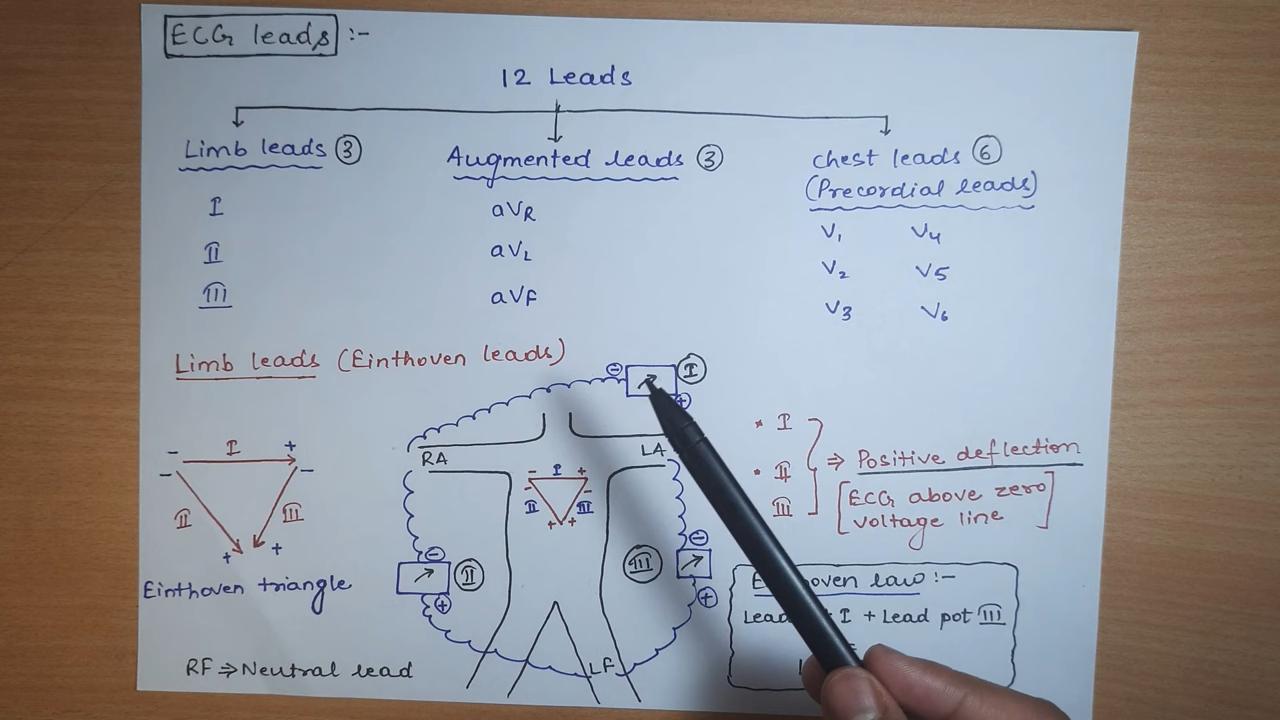 ECG leads :-
12 Leads
Limb leads ③
Augmented leads ③
chest leads ⑥
(Precordial leads)
I
II
III
aVR
aVL
aVF
V1 V4
V2 V5
V3 V6
Limb leads (Einthoven leads)
- I +
- -
II III
+ +
Einthoven triangle
RF ⇒ Neutral lead
- I +
RA LA
- I +
- -
II III
+ +
- II +
III - +
LF
* I
* II
III
⇒ Positive deflection
[ECG above zero
voltage line]
law :-
I + Lead pot III